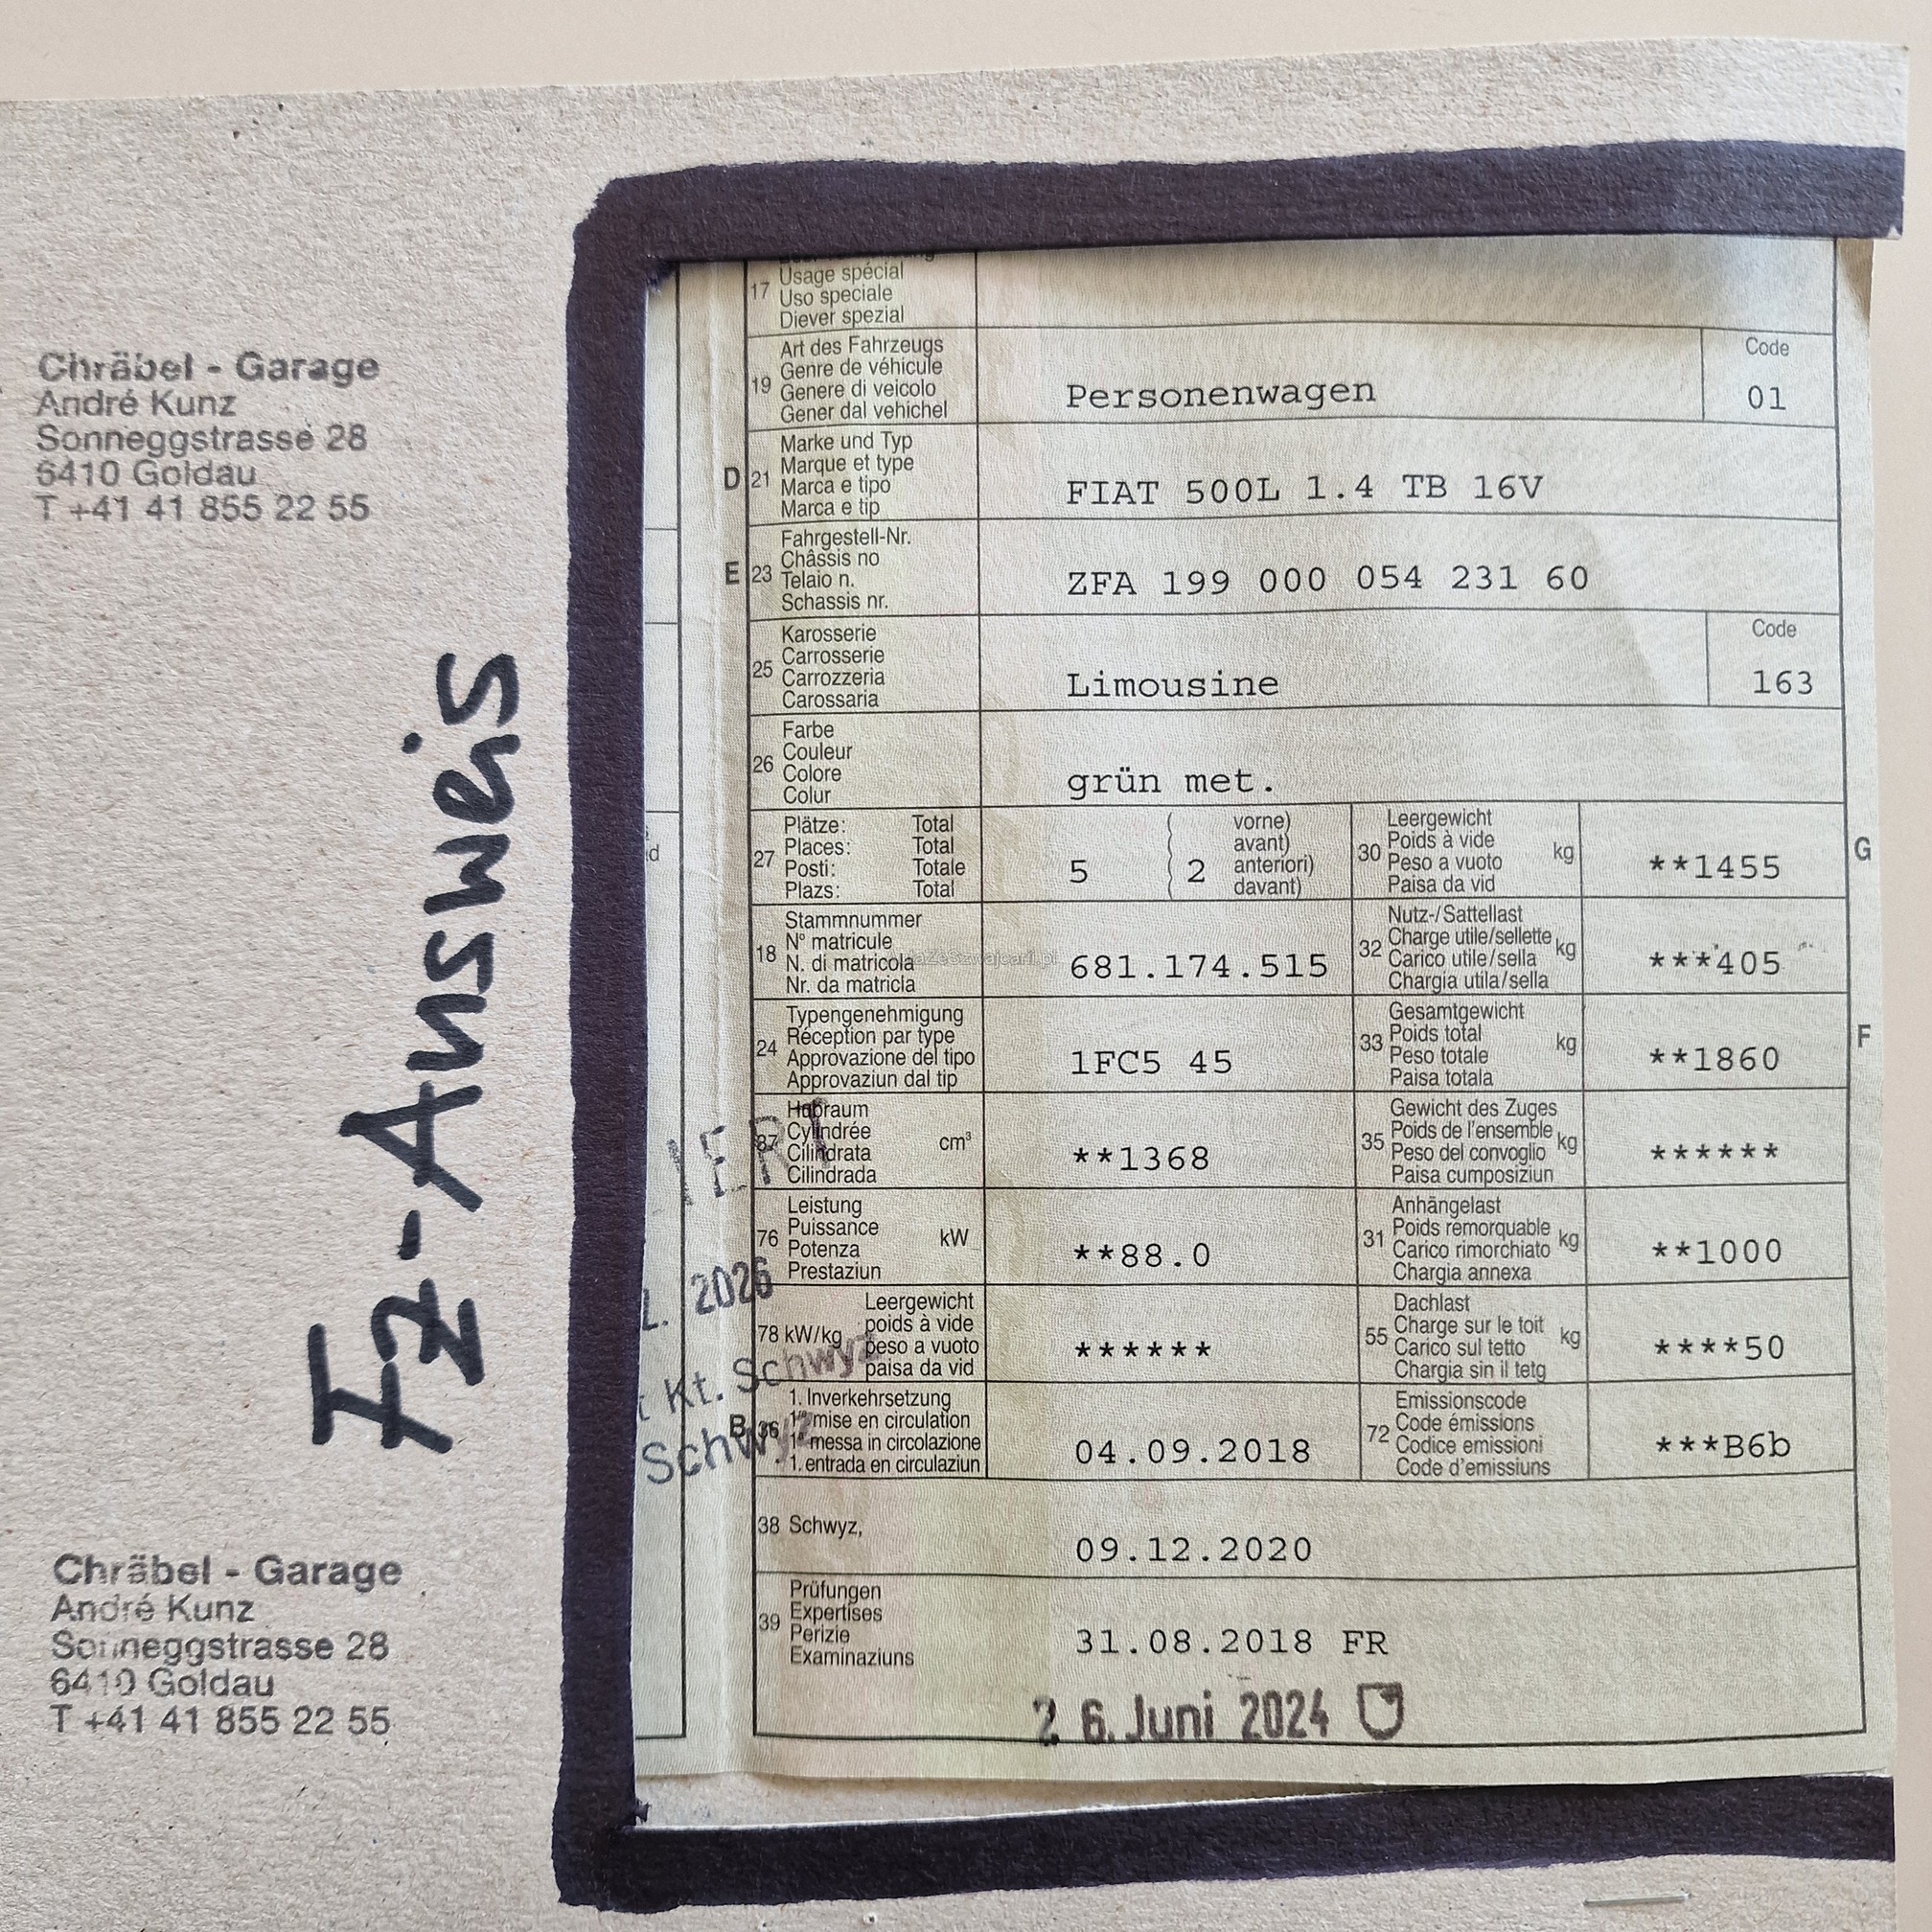 Chräbel - Garage
André Kunz
Sonneggstrasse 28
6410 Goldau
T +41 41 855 22 55
Fz-Ausweis
Chräbel - Garage
André Kunz
Sonneggstrasse 28
6410 Goldau
T +41 41 855 22 55
17 Usage spécial
Uso speciale
Diever spezial
19 Art des Fahrzeugs
Genre de véhicule
Genere di veicolo
Gener dal vehichel
Personenwagen
Code
01
D 21 Marke und Typ
Marque et type
Marca e tipo
Marca e tip
FIAT 500L 1.4 TB 16V
E 23 Fahrgestell-Nr.
Châssis no
Telaio n.
Schassis nr.
ZFA 199 000 054 231 60
25 Karosserie
Carrosserie
Carrozzeria
Carossaria
Limousine
Code
163
26 Farbe
Couleur
Colore
Colur
grün met.
27 Plätze: Total
Places: Total
Posti: Totale
Plazs: Total
5 ( 2
vorne)
avant)
anteriori)
davant)
30 Leergewicht
Poids à vide
Peso a vuoto
Paisa da vid
kg
**1455
G
18 Stammnummer
N° matricule
N. di matricola
Nr. da matricla
681.174.515
32 Nutz-/Sattellast
Charge utile/sellette
Carico utile/sella
Chargia utila/sella
kg
***405
24 Typengenehmigung
Réception par type
Approvazione del tipo
Approvaziun dal tip
1FC5 45
33 Gesamtgewicht
Poids total
Peso totale
Paisa totala
kg
**1860
F
37 Hubraum
Cylindrée
Cilindrata
Cilindrada
cm³
**1368
35 Gewicht des Zuges
Poids de l'ensemble
Peso del convoglio
Paisa cumposiziun
kg
******
76 Leistung
Puissance
Potenza
Prestaziun
kW
**88.0
31 Anhängelast
Poids remorquable
Carico rimorchiato
Chargia annexa
kg
**1000
78 kW/kg
Leergewicht
poids à vide
peso a vuoto
paisa da vid
******
55 Dachlast
Charge sur le toit
Carico sul tetto
Chargia sin il tetg
kg
****50
B 36 1. Inverkehrsetzung
1re mise en circulation
1a messa in circolazione
1. entrada en circulaziun
04.09.2018
72 Emissionscode
Code émissions
Codice emissioni
Code d'emissiuns
***B6b
38 Schwyz,
09.12.2020
39 Prüfungen
Expertises
Perizie
Examinaziuns
31.08.2018 FR
26. Juni 2024
IERT
2026
Kt. Schwyz
Schwyz